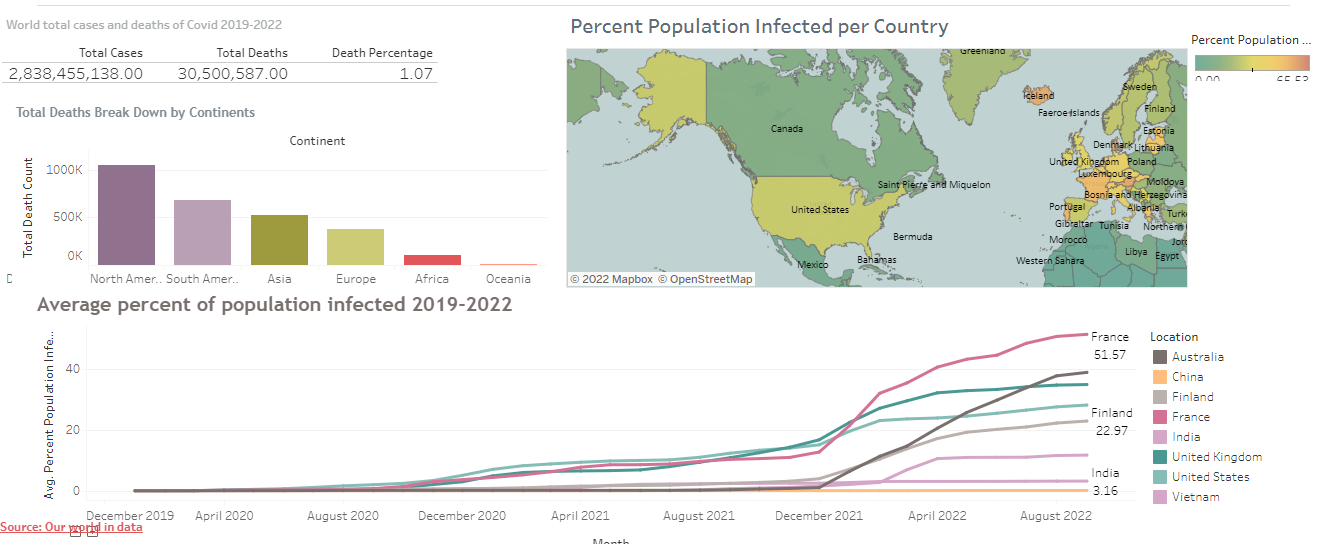 World total cases and deaths of Covid 2019-2022
Total Cases Total Deaths Death Percentage
2,838,455,138.00 30,500,587.00 1.07
Total Deaths Break Down by Continents
Continent
Total Death Count
1000K
500K
0K
North Amer.. South Amer.. Asia Europe Africa Oceania
Percent Population Infected per Country
Greenland
Iceland
Sweden
Faeroe Islands
Finland
Canada
Estonia
Denmark
Lithuania
United Kingdom
Poland
Luxembourg
Saint Pierre and Miquelon
Moldova
Bosnia and Herzegovina
United States
Portugal
Albania
Turk
Gibraltar
Tunisia
Northern
Bermuda
Morocco
Jor
Mexico
Bahamas
Western Sahara
Libya
Egypt
© 2022 Mapbox © OpenStreetMap
Percent Population ...
0.00 65.53
Average percent of population infected 2019-2022
Avg. Percent Population Infe..
40
20
0
France
51.57
Finland
22.97
India
3.16
December 2019 April 2020 August 2020 December 2020 April 2021 August 2021 December 2021 April 2022 August 2022
Month
Location
Australia
China
Finland
France
India
United Kingdom
United States
Vietnam
Source: Our world in data